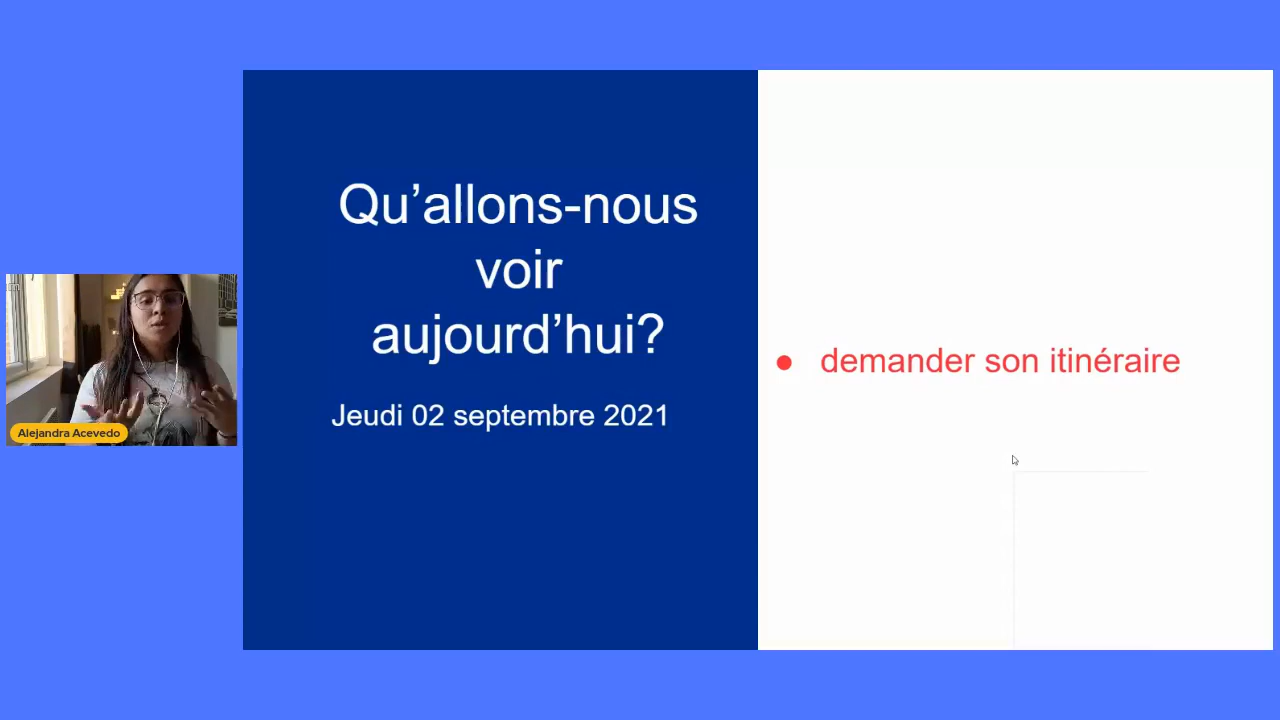 Qu’allons-nous
voir
aujourd’hui?
Jeudi 02 septembre 2021
● demander son itinéraire
Alejandra Acevedo